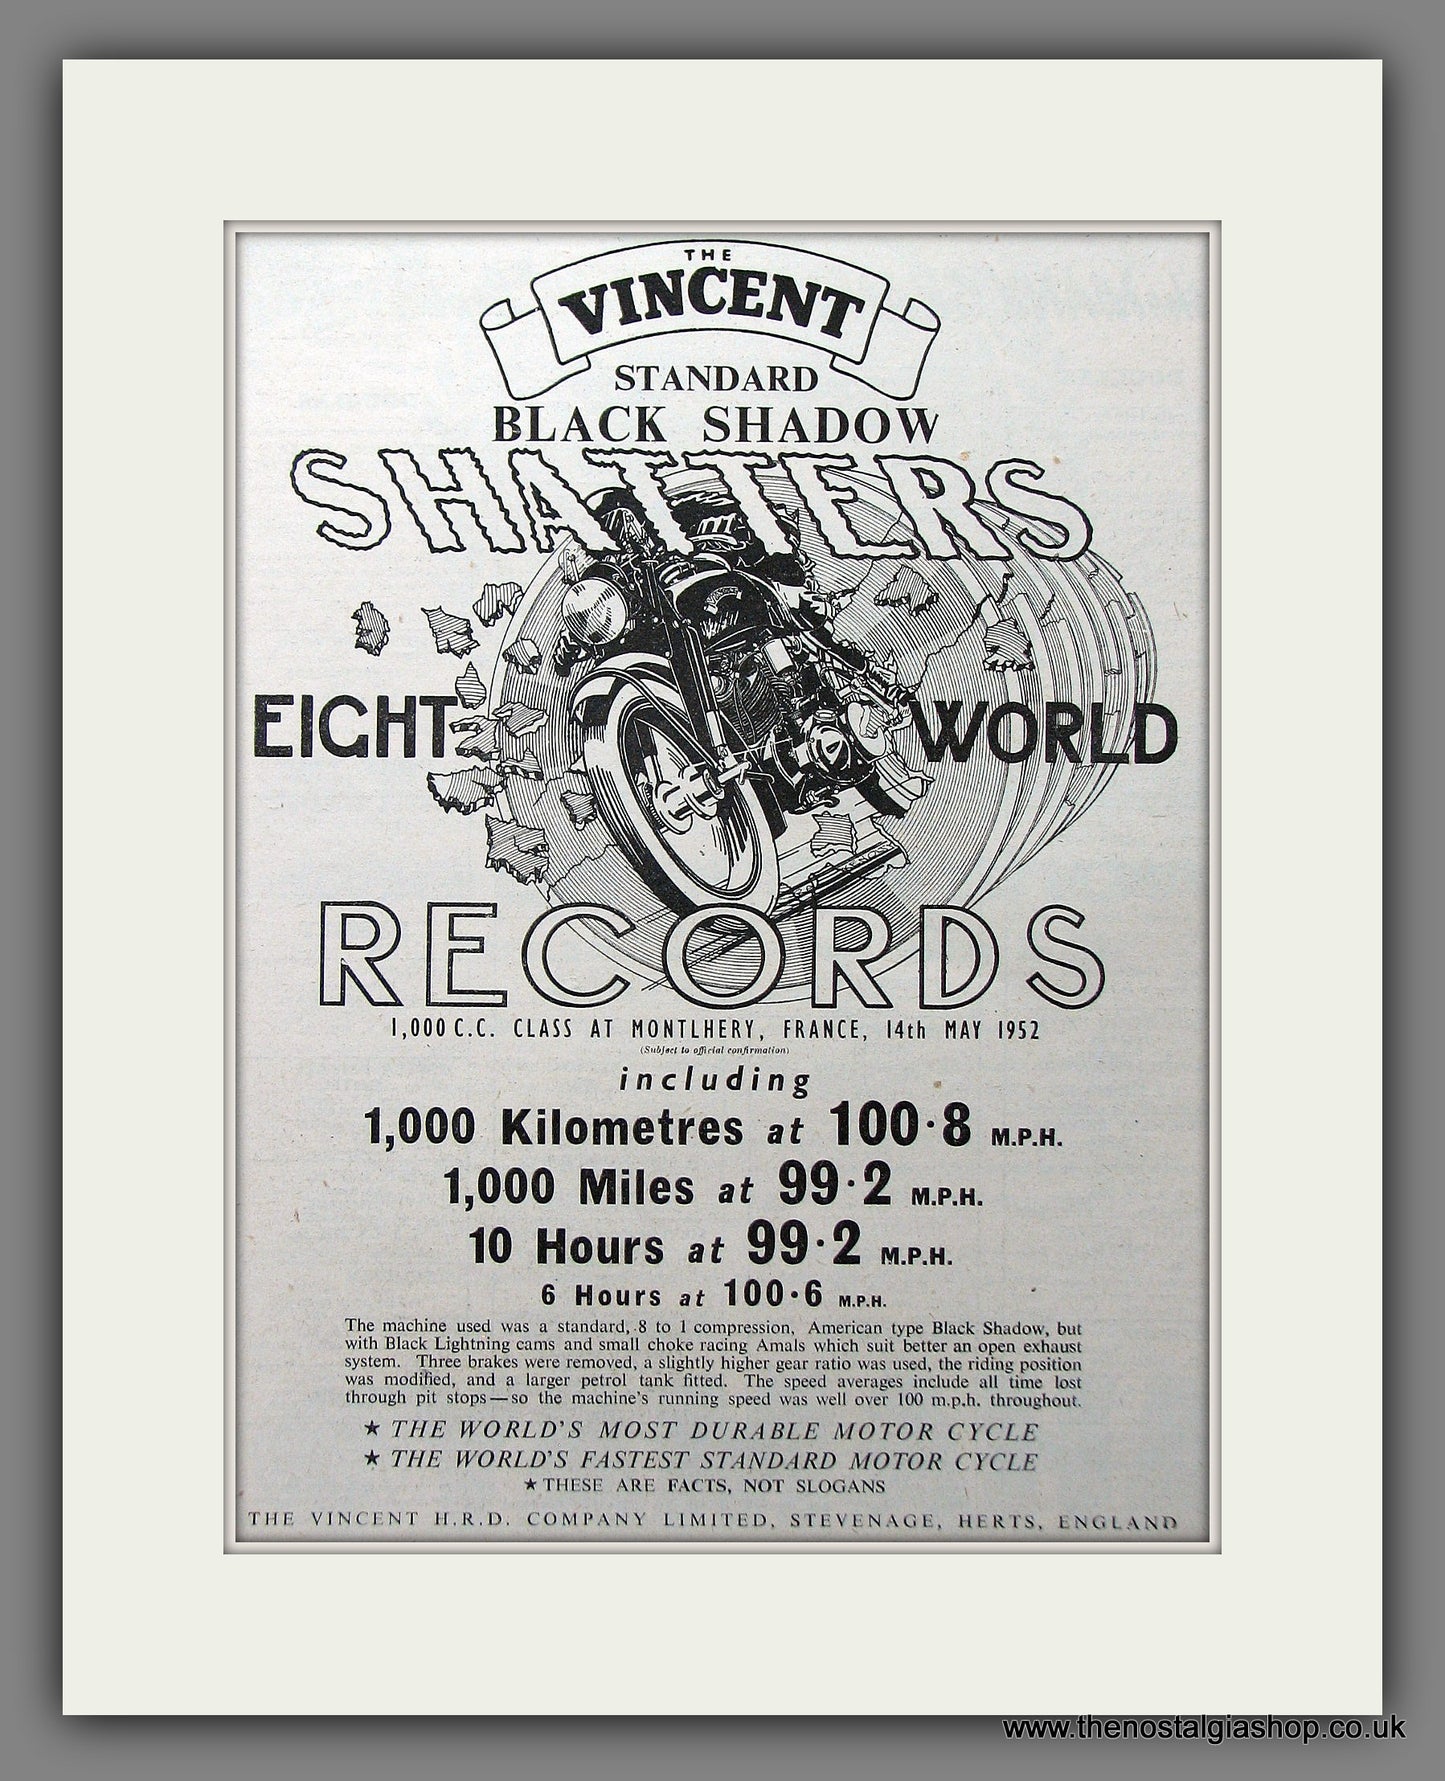 THE
VINCENT
STANDARD
BLACK SHADOW
SHATTERS
EIGHT WORLD
RECORDS
1,000 C.C. CLASS AT MONTLHERY, FRANCE, 14th MAY 1952
(Subject to official confirmation)
including
1,000 Kilometres at 100·8 M.P.H.
1,000 Miles at 99·2 M.P.H.
10 Hours at 99·2 M.P.H.
6 Hours at 100·6 M.P.H.
The machine used was a standard, 8 to 1 compression, American type Black Shadow, but
with Black Lightning cams and small choke racing Amals which suit better an open exhaust
system. Three brakes were removed, a slightly higher gear ratio was used, the riding position
was modified, and a larger petrol tank fitted. The speed averages include all time lost
through pit stops—so the machine's running speed was well over 100 m.p.h. throughout.
★ THE WORLD'S MOST DURABLE MOTOR CYCLE
★ THE WORLD'S FASTEST STANDARD MOTOR CYCLE
★ THESE ARE FACTS, NOT SLOGANS
THE VINCENT H.R.D. COMPANY LIMITED, STEVENAGE, HERTS, ENGLAND
www.thenostalgiashop.co.uk